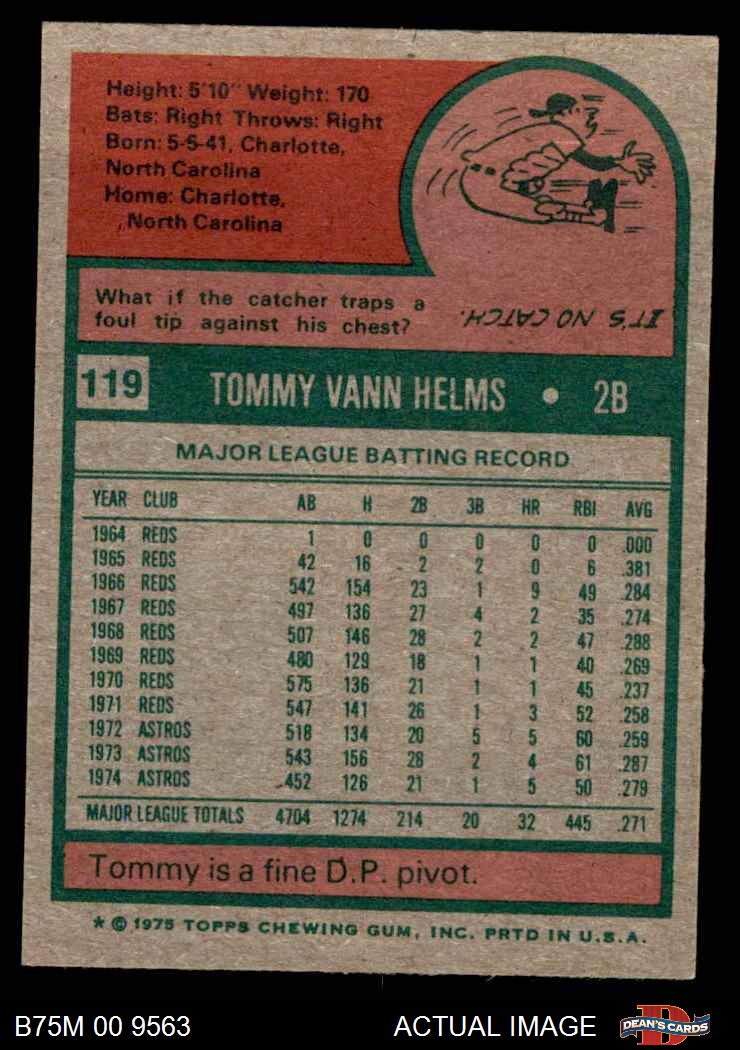 Height: 5'10" Weight: 170
Bats: Right Throws: Right
Born: 5-5-41, Charlotte,
North Carolina
Home: Charlotte,
North Carolina
What if the catcher traps a
foul tip against his chest?
IT'S NO CATCH.
119 TOMMY VANN HELMS • 2B
MAJOR LEAGUE BATTING RECORD
YEAR CLUB AB H 2B 3B HR RBI AVG
1964 REDS 1 0 0 0 0 0 .000
1965 REDS 42 16 2 2 0 6 .381
1966 REDS 542 154 23 1 9 49 .284
1967 REDS 497 136 27 4 2 35 .274
1968 REDS 507 146 28 2 2 47 .288
1969 REDS 480 129 18 1 1 40 .269
1970 REDS 575 136 21 1 1 45 .237
1971 REDS 547 141 26 1 3 52 .258
1972 ASTROS 518 134 20 5 5 60 .259
1973 ASTROS 543 156 28 2 4 61 .287
1974 ASTROS 452 126 21 1 5 50 .279
MAJOR LEAGUE TOTALS 4704 1274 214 20 32 445 .271
Tommy is a fine D.P. pivot.
* © 1975 TOPPS CHEWING GUM, INC. PRTD IN U.S.A.
B75M 00 9563 ACTUAL IMAGE
D
DEAN'S CARDS